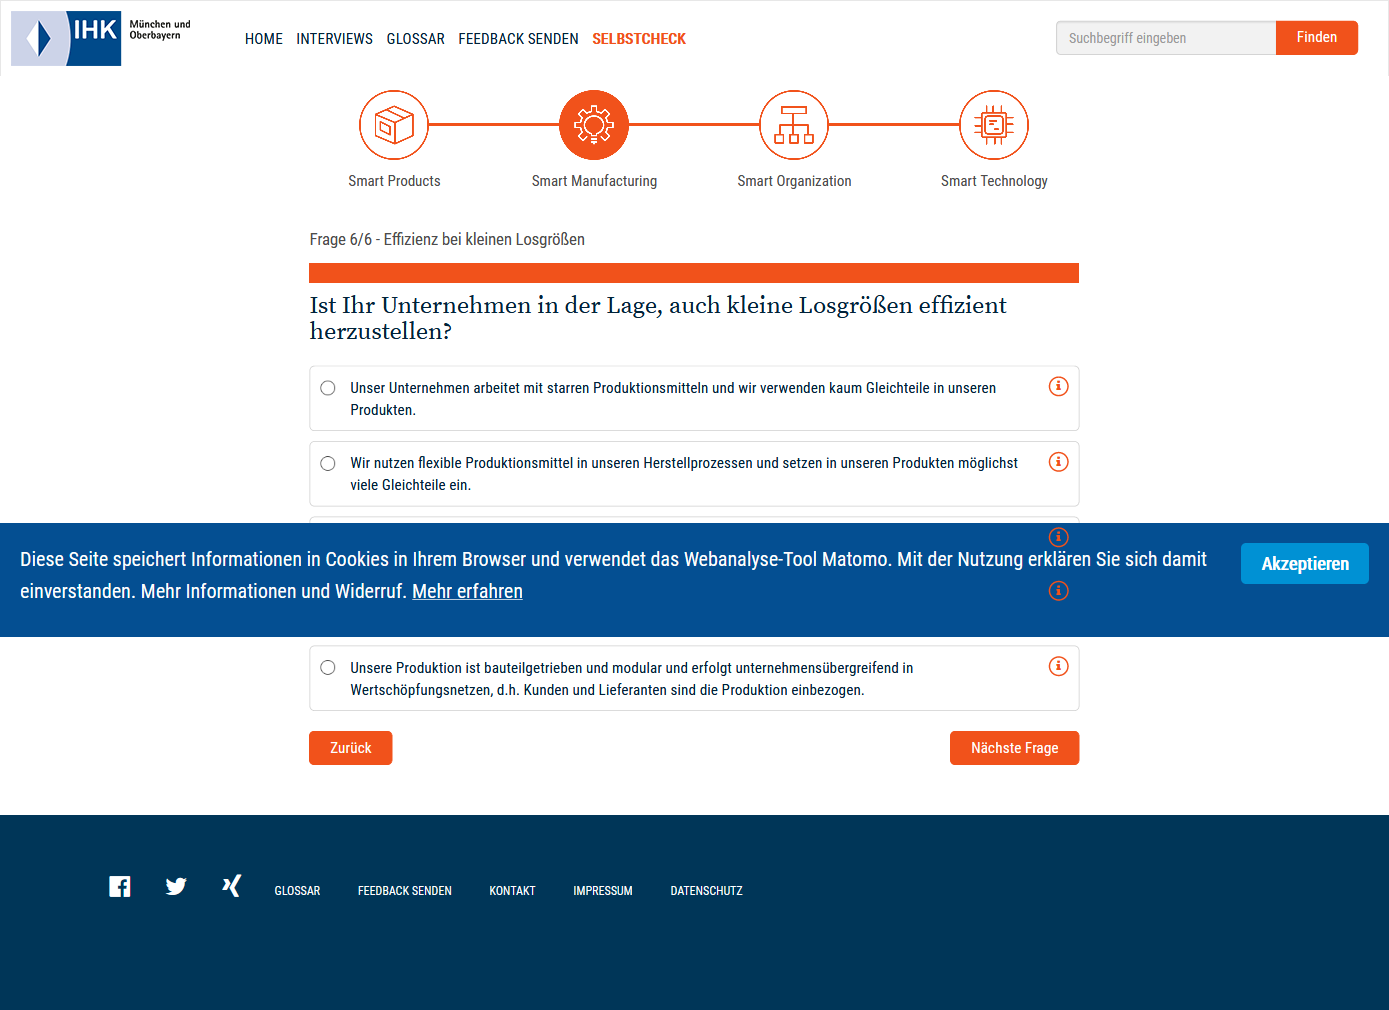 IHK
München und
Oberbayern
HOME INTERVIEWS GLOSSAR FEEDBACK SENDEN SELBSTCHECK
Suchbegriff eingeben
Finden
Smart Products
Smart Manufacturing
Smart Organization
Smart Technology
Frage 6/6 - Effizienz bei kleinen Losgrößen
Ist Ihr Unternehmen in der Lage, auch kleine Losgrößen effizient
herzustellen?
Unser Unternehmen arbeitet mit starren Produktionsmitteln und wir verwenden kaum Gleichteile in unseren
Produkten.
Wir nutzen flexible Produktionsmittel in unseren Herstellprozessen und setzen in unseren Produkten möglichst
viele Gleichteile ein.
Diese Seite speichert Informationen in Cookies in Ihrem Browser und verwendet das Webanalyse-Tool Matomo. Mit der Nutzung erklären Sie sich damit
einverstanden. Mehr Informationen und Widerruf. Mehr erfahren
Akzeptieren
Unsere Produktion ist bauteilgetrieben und modular und erfolgt unternehmensübergreifend in
Wertschöpfungsnetzen, d.h. Kunden und Lieferanten sind die Produktion einbezogen.
Zurück
Nächste Frage
GLOSSAR FEEDBACK SENDEN KONTAKT IMPRESSUM DATENSCHUTZ